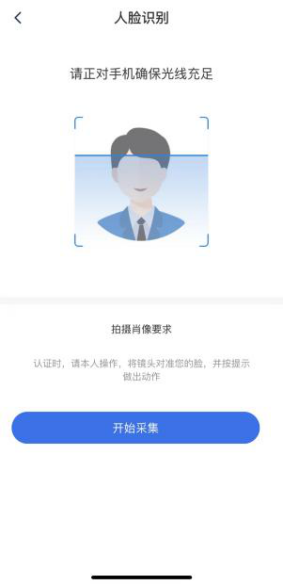 人脸识别
请正对手机确保光线充足
拍摄肖像要求
认证时，请本人操作，将镜头对准您的脸，并按提示
做出动作
开始采集